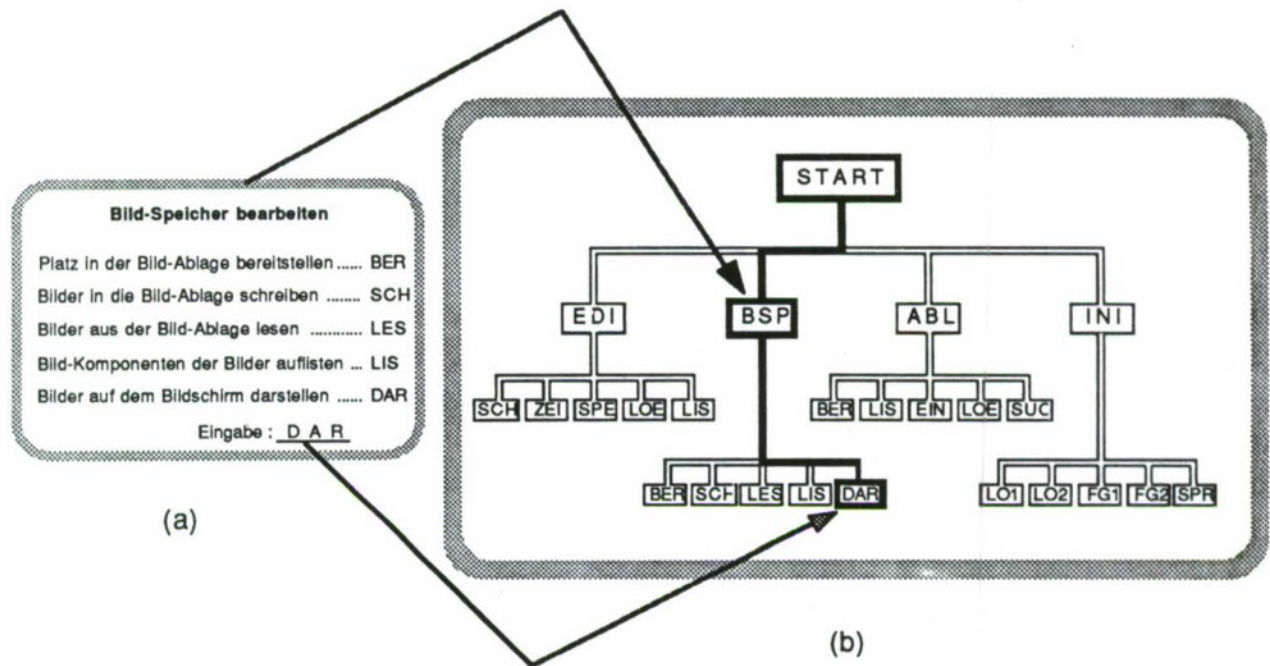 Bild-Speicher bearbeiten
Platz in der Bild-Ablage bereitstellen ...... BER
Bilder in die Bild-Ablage schreiben ........ SCH
Bilder aus der Bild-Ablage lesen ............ LES
Bild-Komponenten der Bilder auflisten ... LIS
Bilder auf dem Bildschirm darstellen ...... DAR
Eingabe : D A R
(a)
START
EDI BSP ABL INI
SCH ZEI SPE LOE LIS BER LIS EIN LOE SUC
BER SCH LES LIS DAR LO1 LO2 FG1 FG2 SPR
(b)